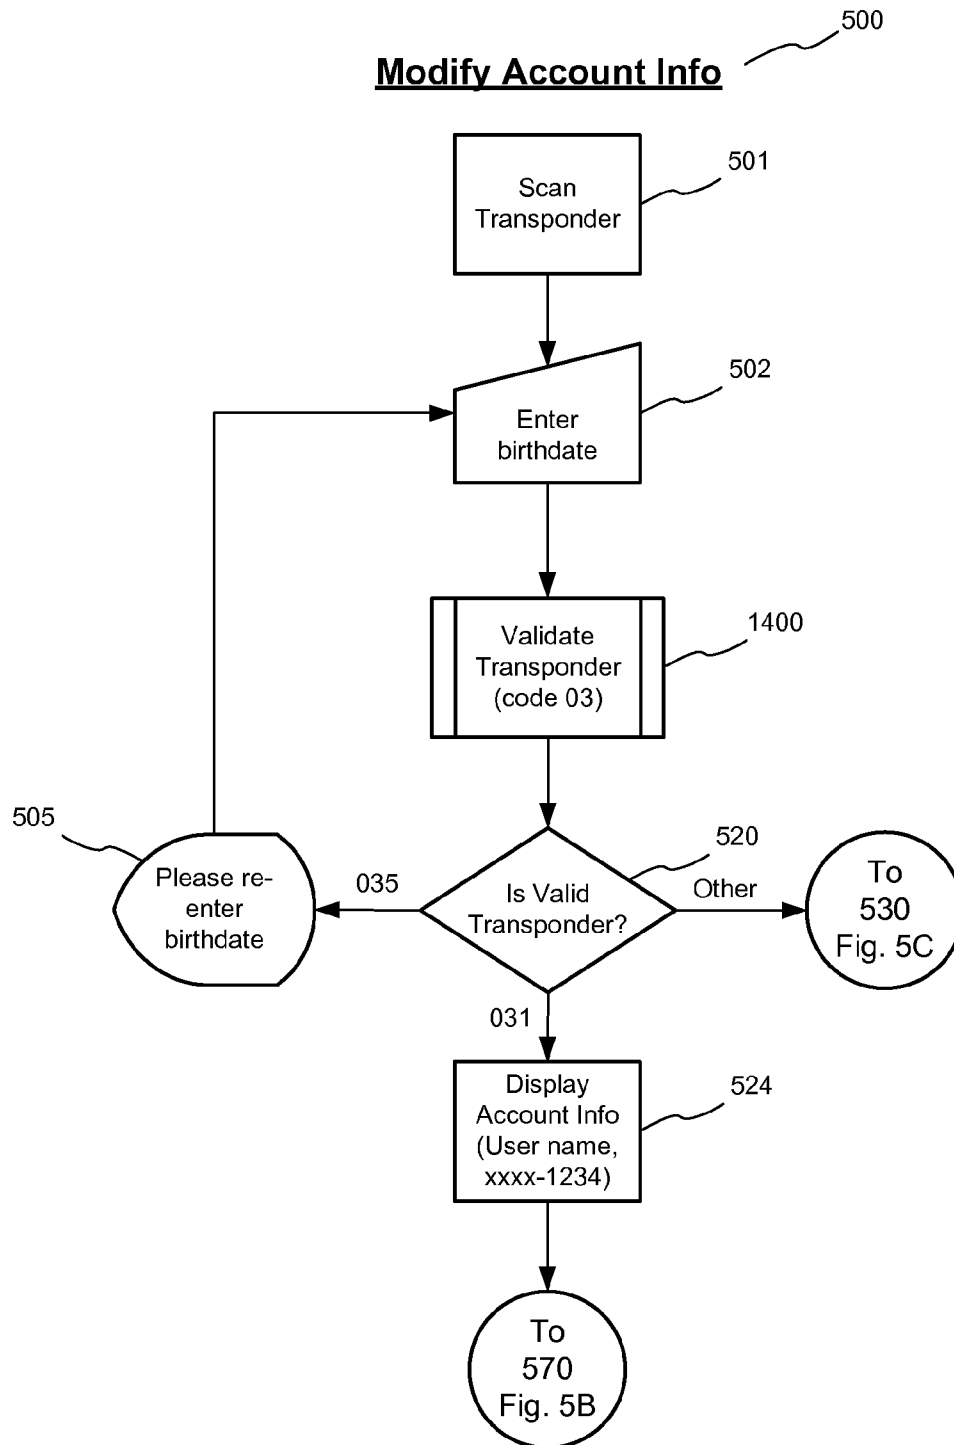 500
Modify Account Info
501
Scan
Transponder
502
Enter
birthdate
1400
Validate
Transponder
(code 03)
505
Please re-
enter
birthdate
035
520
Is Valid
Transponder?
Other
To
530
Fig. 5C
031
524
Display
Account Info
(User name,
xxxx-1234)
To
570
Fig. 5B